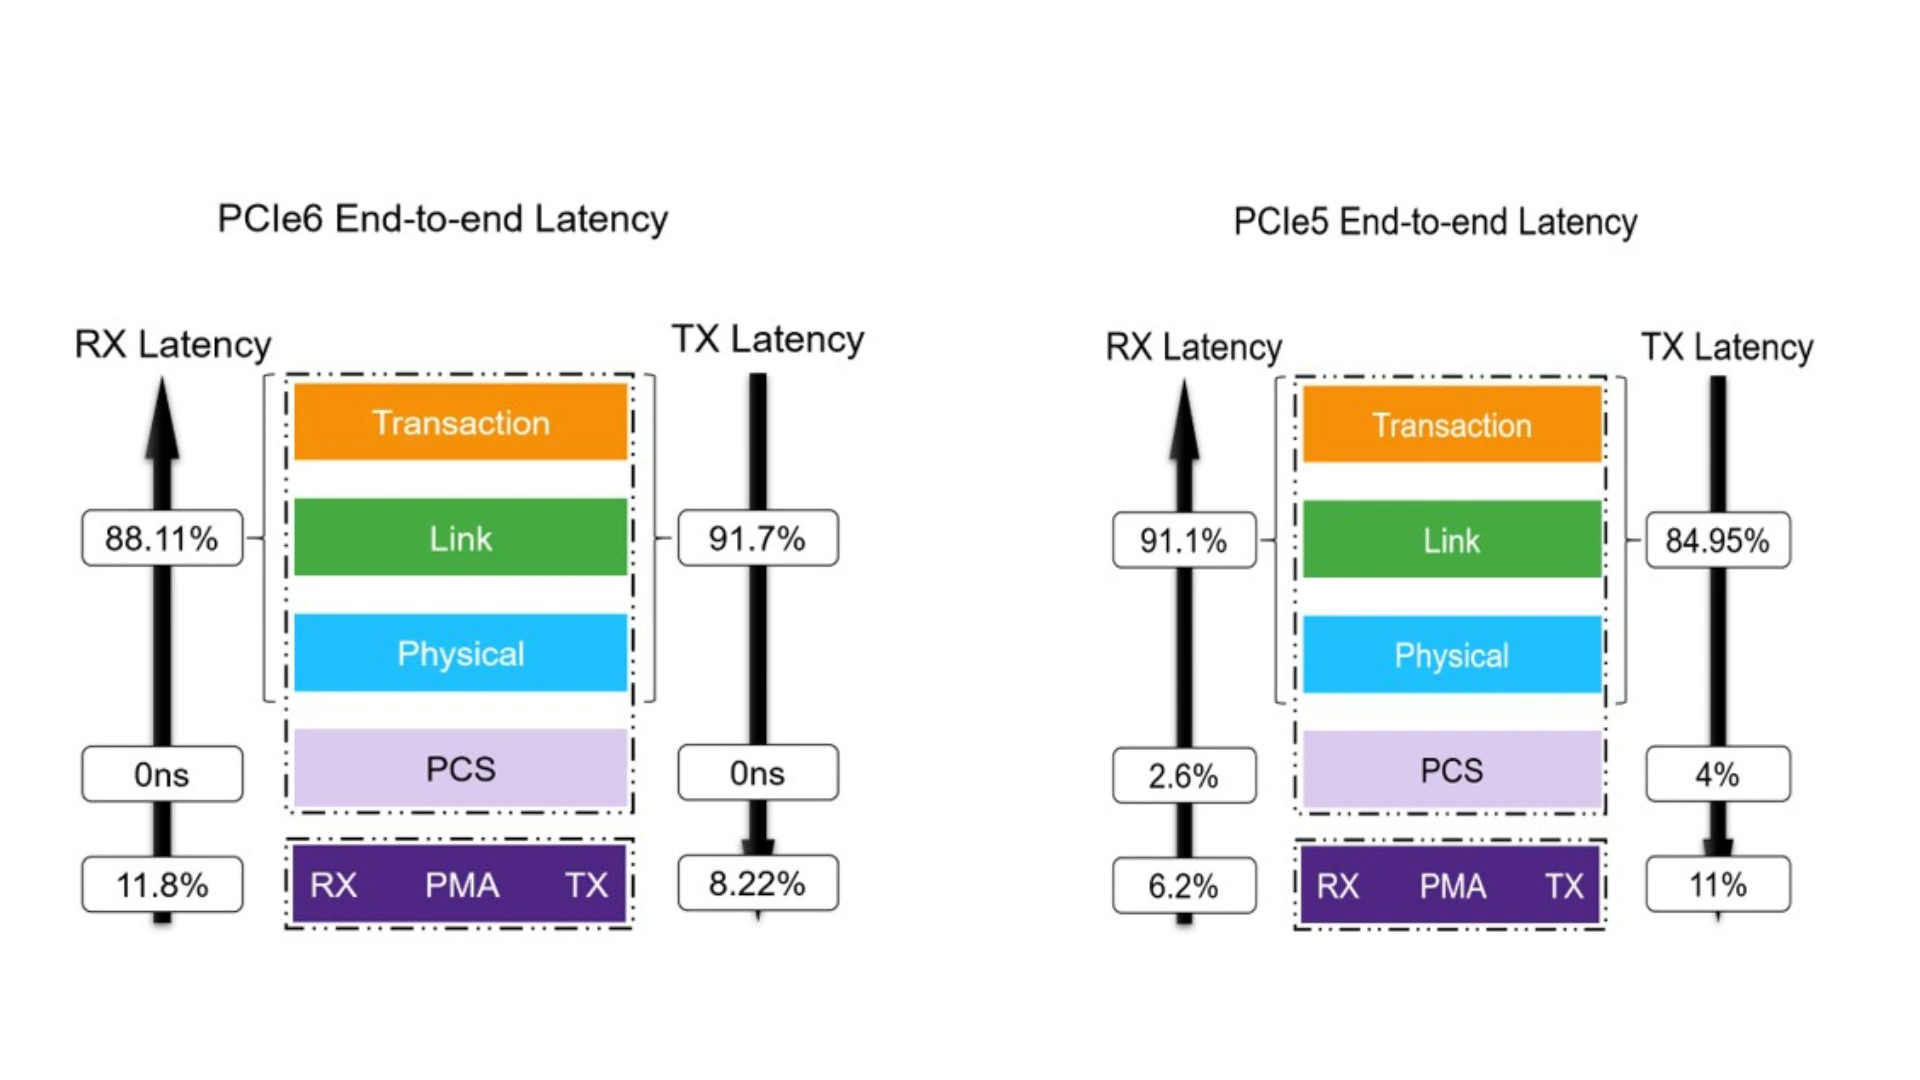 PCIe6 End-to-end Latency
RX Latency
TX Latency
Transaction
88.11%
Link
91.7%
Physical
0ns
PCS
0ns
11.8%
RX PMA TX
8.22%
PCIe5 End-to-end Latency
RX Latency
TX Latency
Transaction
91.1%
Link
84.95%
Physical
2.6%
PCS
4%
6.2%
RX PMA TX
11%